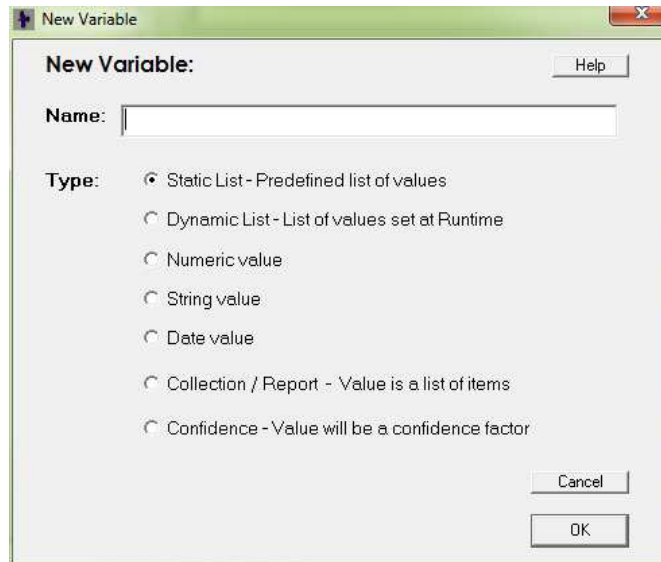 New Variable
New Variable:
Help
Name:
Type:
Static List - Predefined list of values
Dynamic List - List of values set at Runtime
Numeric value
String value
Date value
Collection / Report - Value is a list of items
Confidence - Value will be a confidence factor
Cancel
OK